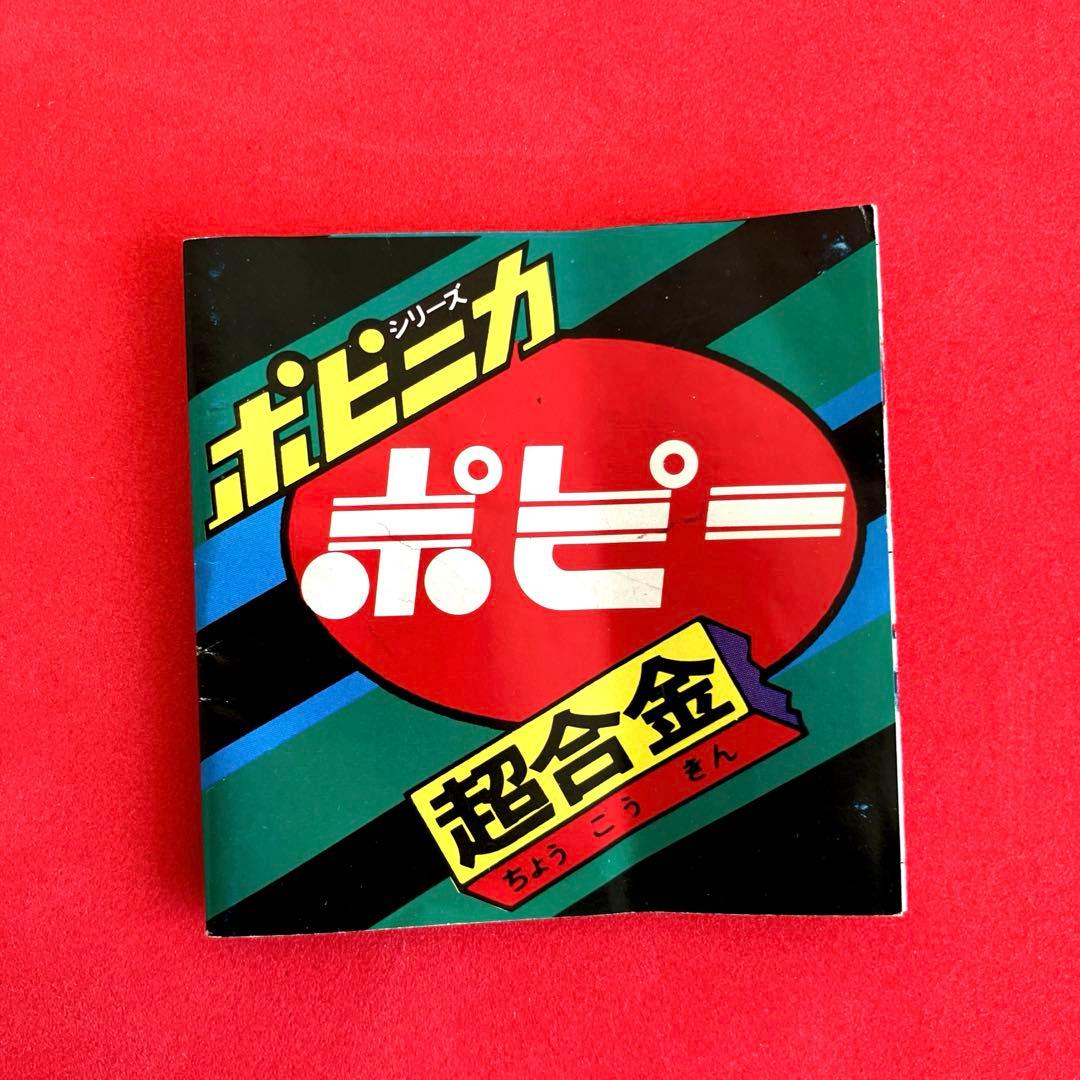 ポピニカ
シリーズ
ポピー
超合金
ちょうこうきん